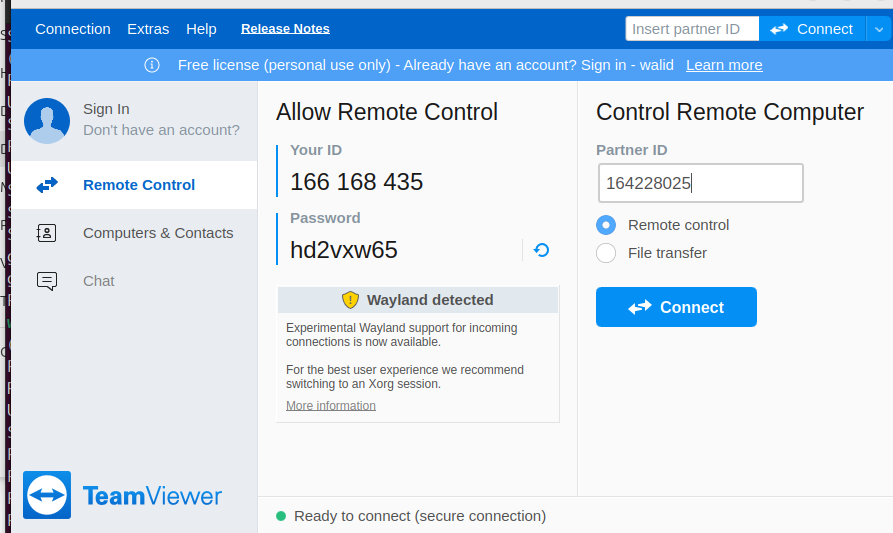 Connection Extras Help Release Notes Insert partner ID Connect
Free license (personal use only) - Already have an account? Sign in - walid Learn more
Sign In
Don't have an account?
Remote Control
Computers & Contacts
Chat
TeamViewer
Allow Remote Control
Your ID
166 168 435
Password
hd2vxw65
Wayland detected
Experimental Wayland support for incoming
connections is now available.
For the best user experience we recommend
switching to an Xorg session.
More information
Control Remote Computer
Partner ID
164228025
Remote control
File transfer
Connect
Ready to connect (secure connection)